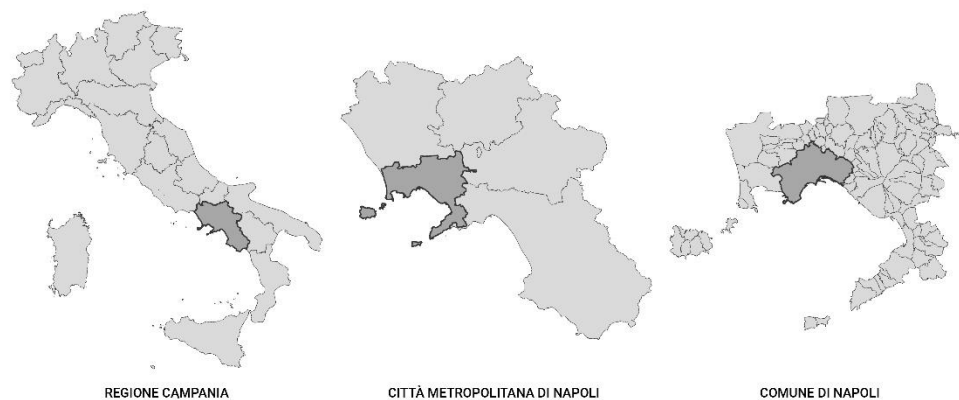 REGIONE CAMPANIA
CITTÀ METROPOLITANA DI NAPOLI
COMUNE DI NAPOLI